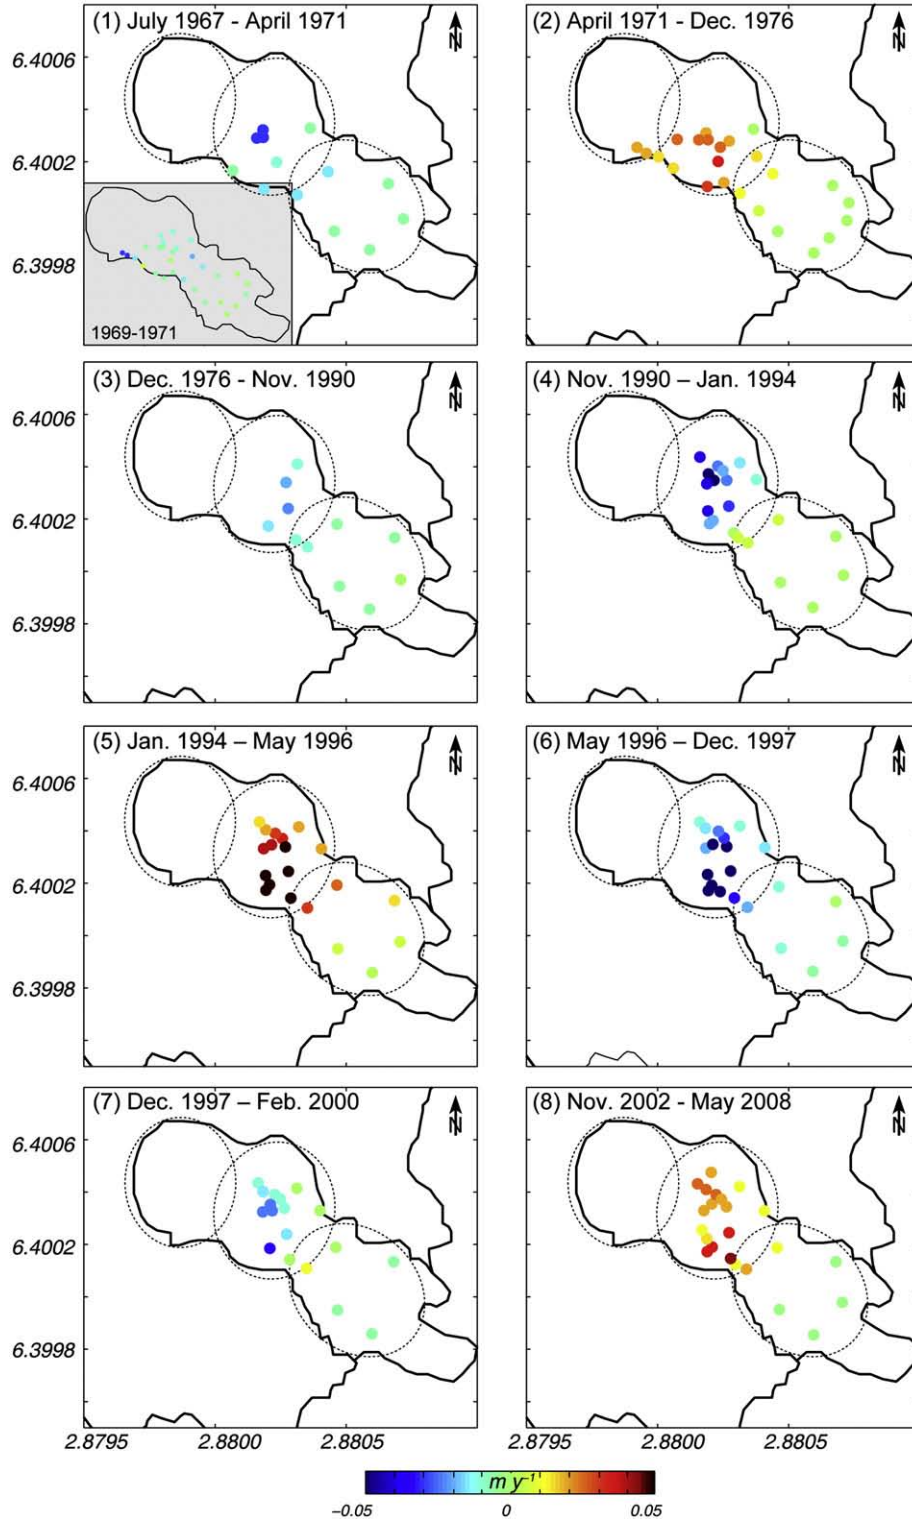 (1) July 1967 - April 1971
N
6.4006
6.4002
6.3998
1969-1971
(2) April 1971 - Dec. 1976
N
(3) Dec. 1976 - Nov. 1990
N
6.4006
6.4002
6.3998
(4) Nov. 1990 – Jan. 1994
N
(5) Jan. 1994 – May 1996
N
6.4006
6.4002
6.3998
(6) May 1996 – Dec. 1997
N
(7) Dec. 1997 – Feb. 2000
N
6.4006
6.4002
6.3998
2.8795 2.8800 2.8805
(8) Nov. 2002 - May 2008
N
2.8795 2.8800 2.8805
m y⁻¹
−0.05 0 0.05